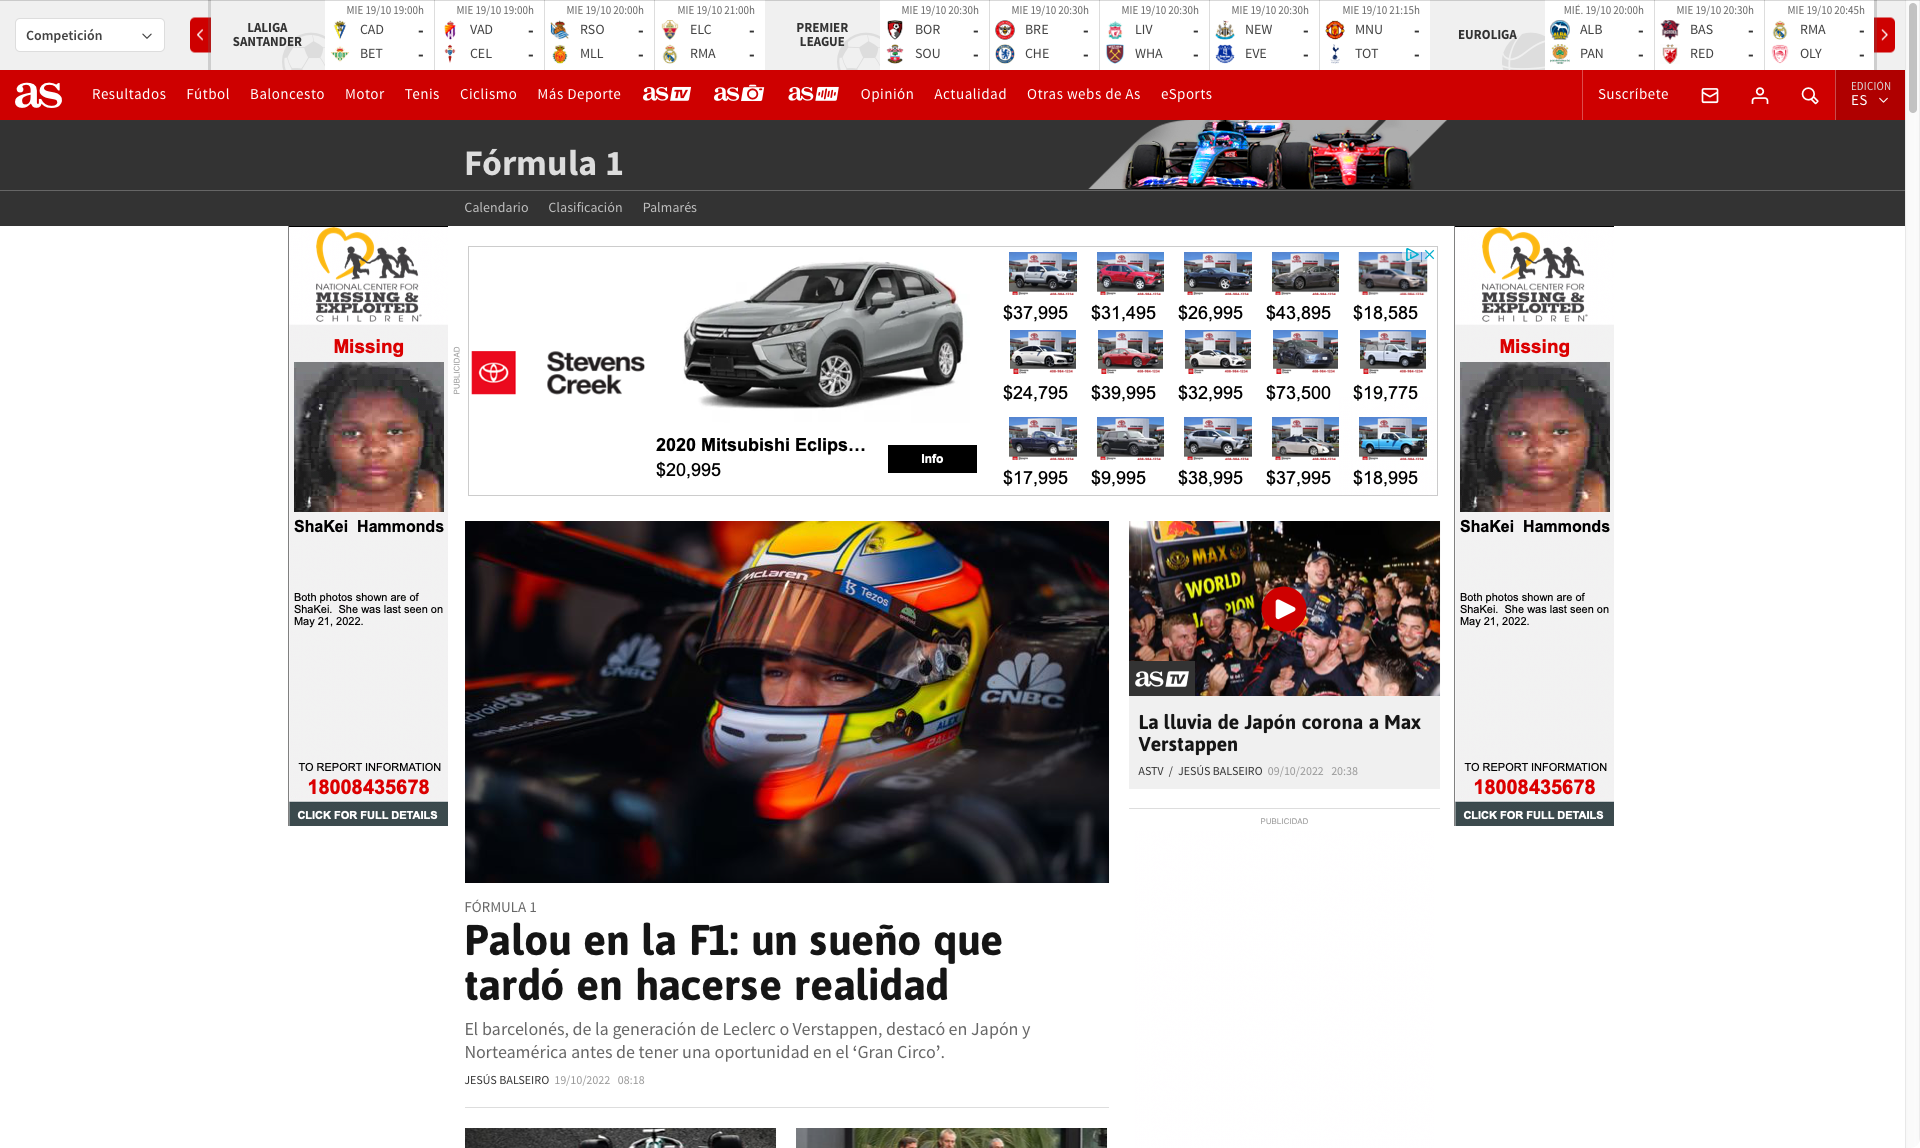 Competición
LALIGA SANTANDER
MIE 19/10 19:00h
CAD -
BET -
MIE 19/10 19:00h
VAD -
CEL -
MIE 19/10 20:00h
RSO -
MLL -
MIE 19/10 21:00h
ELC -
RMA -
PREMIER LEAGUE
MIE 19/10 20:30h
BOR -
SOU -
MIE 19/10 20:30h
BRE -
CHE -
MIE 19/10 20:30h
LIV -
WHA -
MIE 19/10 20:30h
NEW -
EVE -
MIE 19/10 21:15h
MNU -
TOT -
EUROLIGA
MIE. 19/10 20:00h
ALB -
PAN -
MIE 19/10 20:30h
BAS -
RED -
MIE 19/10 20:45h
RMA -
OLY -
as Resultados Fútbol Baloncesto Motor Tenis Ciclismo Más Deporte as TV as as Opinión Actualidad Otras webs de As eSports Suscríbete EDICIÓN ES
Fórmula 1
Calendario Clasificación Palmarés
NATIONAL CENTER FOR
MISSING &
EXPLOITED
CHILDREN
Missing
ShaKei Hammonds
Both photos shown are of
ShaKei. She was last seen on
May 21, 2022.
TO REPORT INFORMATION
18008435678
CLICK FOR FULL DETAILS
PUBLICIDAD
Stevens
Creek
2020 Mitsubishi Eclips...
$20,995
Info
$37,995 $31,495 $26,995 $43,895 $18,585
$24,795 $39,995 $32,995 $73,500 $19,775
$17,995 $9,995 $38,995 $37,995 $18,995
NATIONAL CENTER FOR
MISSING &
EXPLOITED
CHILDREN
Missing
ShaKei Hammonds
Both photos shown are of
ShaKei. She was last seen on
May 21, 2022.
TO REPORT INFORMATION
18008435678
CLICK FOR FULL DETAILS
McLaren
Tezos
CNBC
CNBC
android 5G
ALEX
PALOU
FÓRMULA 1
Palou en la F1: un sueño que
tardó en hacerse realidad
El barcelonés, de la generación de Leclerc o Verstappen, destacó en Japón y
Norteamérica antes de tener una oportunidad en el ‘Gran Circo’.
JESÚS BALSEIRO 19/10/2022 08:18
MAX
WORLD
as TV
La lluvia de Japón corona a Max
Verstappen
ASTV / JESÚS BALSEIRO 09/10/2022 20:38
PUBLICIDAD